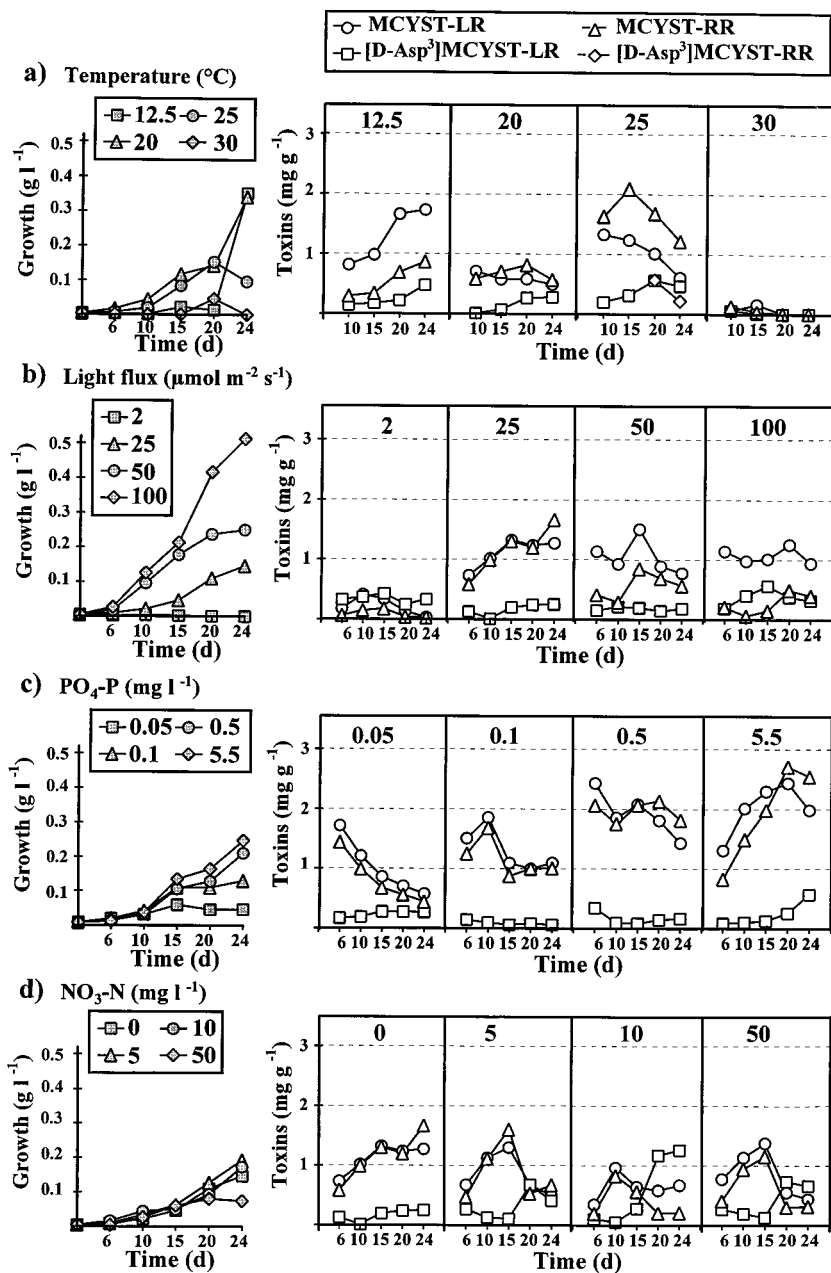 MCYST-LR MCYST-RR
[D-Asp³]MCYST-LR [D-Asp³]MCYST-RR
a) Temperature (°C)
12.5 25
20 30
0.5
0.4
0.3
0.2
0.1
Growth (g l⁻¹)
6 10 15 20 24
Time (d)
Toxins (mg g⁻¹)
3
2
1
12.5 20 25 30
10 15 20 24 10 15 20 24 10 15 20 24 10 15 20 24
Time (d) Time (d)
b) Light flux (µmol m⁻² s⁻¹)
2
25
50
100
0.5
0.4
0.3
0.2
0.1
Growth (g l⁻¹)
6 10 15 20 24
Time (d)
Toxins (mg g⁻¹)
3
2
1
2 25 50 100
6 10 15 20 24 6 10 15 20 24 6 10 15 20 24 6 10 15 20 24
Time (d) Time (d)
c) PO₄-P (mg l⁻¹)
0.05 0.5
0.1 5.5
0.5
0.4
0.3
0.2
0.1
Growth (g l⁻¹)
6 10 15 20 24
Time (d)
Toxins (mg g⁻¹)
3
2
1
0.05 0.1 0.5 5.5
6 10 15 20 24 6 10 15 20 24 6 10 15 20 24 6 10 15 20 24
Time (d) Time (d)
d) NO₃-N (mg l⁻¹)
0 10
5 50
0.5
0.4
0.3
0.2
0.1
Growth (g l⁻¹)
6 10 15 20 24
Time (d)
Toxins (mg g⁻¹)
3
2
1
0 5 10 50
6 10 15 20 24 6 10 15 20 24 6 10 15 20 24 6 10 15 20 24
Time (d) Time (d)